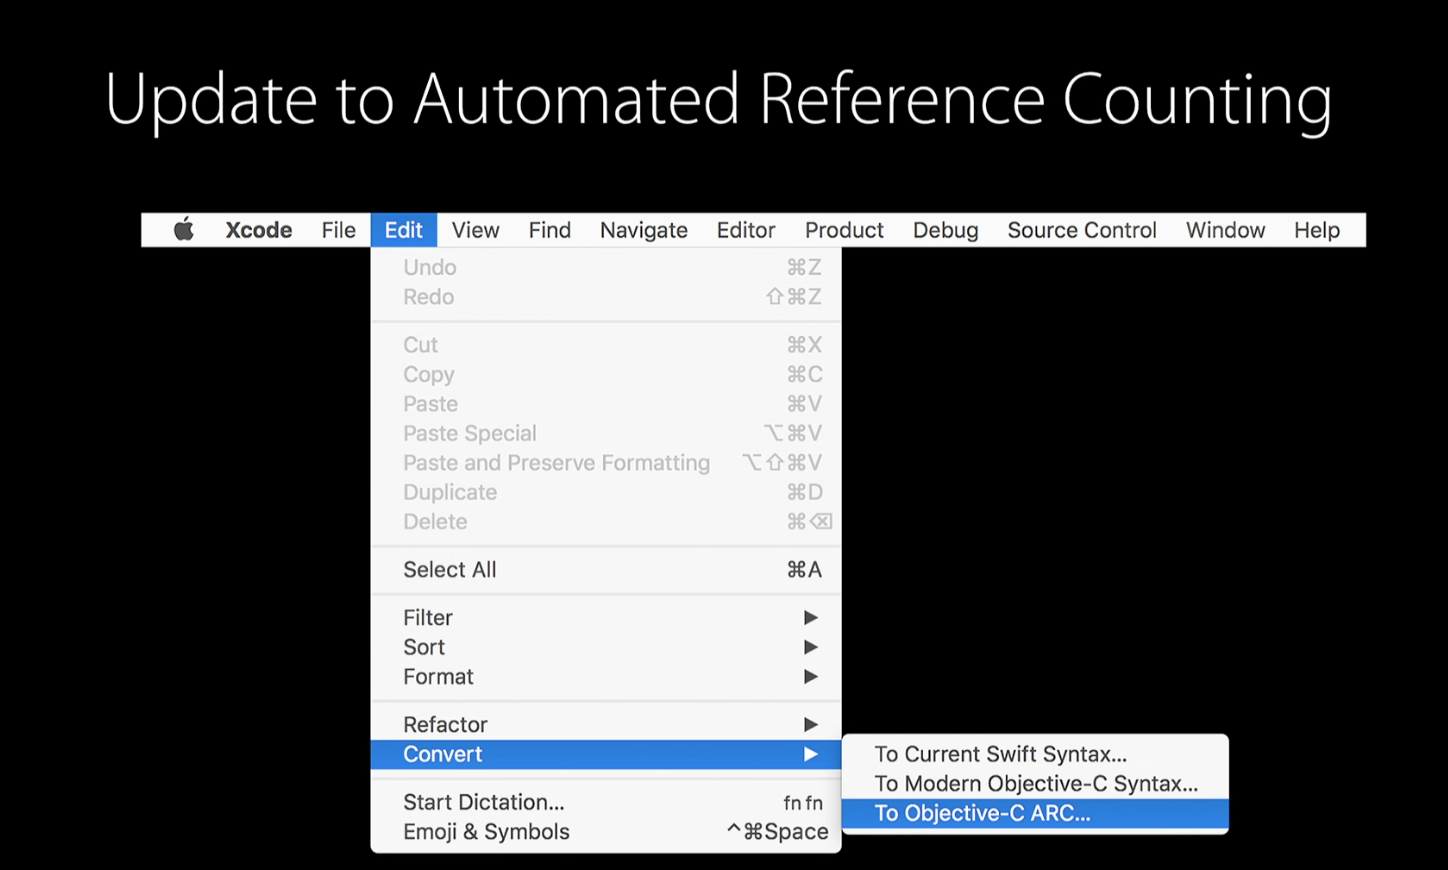 Update to Automated Reference Counting
Xcode File Edit View Find Navigate Editor Product Debug Source Control Window Help
Undo ⌘Z
Redo ⇧⌘Z
Cut ⌘X
Copy ⌘C
Paste ⌘V
Paste Special ⌥⌘V
Paste and Preserve Formatting ⌥⇧⌘V
Duplicate ⌘D
Delete ⌘⌫
Select All ⌘A
Filter ▶
Sort ▶
Format ▶
Refactor ▶
Convert ▶
To Current Swift Syntax...
To Modern Objective-C Syntax...
To Objective-C ARC...
Start Dictation... fn fn
Emoji & Symbols ^⌘Space